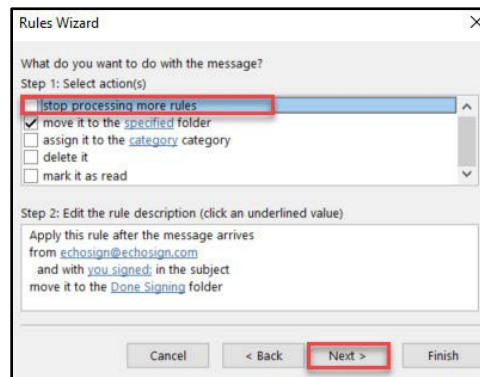 Rules Wizard
What do you want to do with the message?
Step 1: Select action(s)
stop processing more rules
move it to the specified folder
assign it to the category category
delete it
mark it as read
Step 2: Edit the rule description (click an underlined value)
Apply this rule after the message arrives
from echosign@echosign.com
and with you signed: in the subject
move it to the Done Signing folder
Cancel
< Back
Next >
Finish